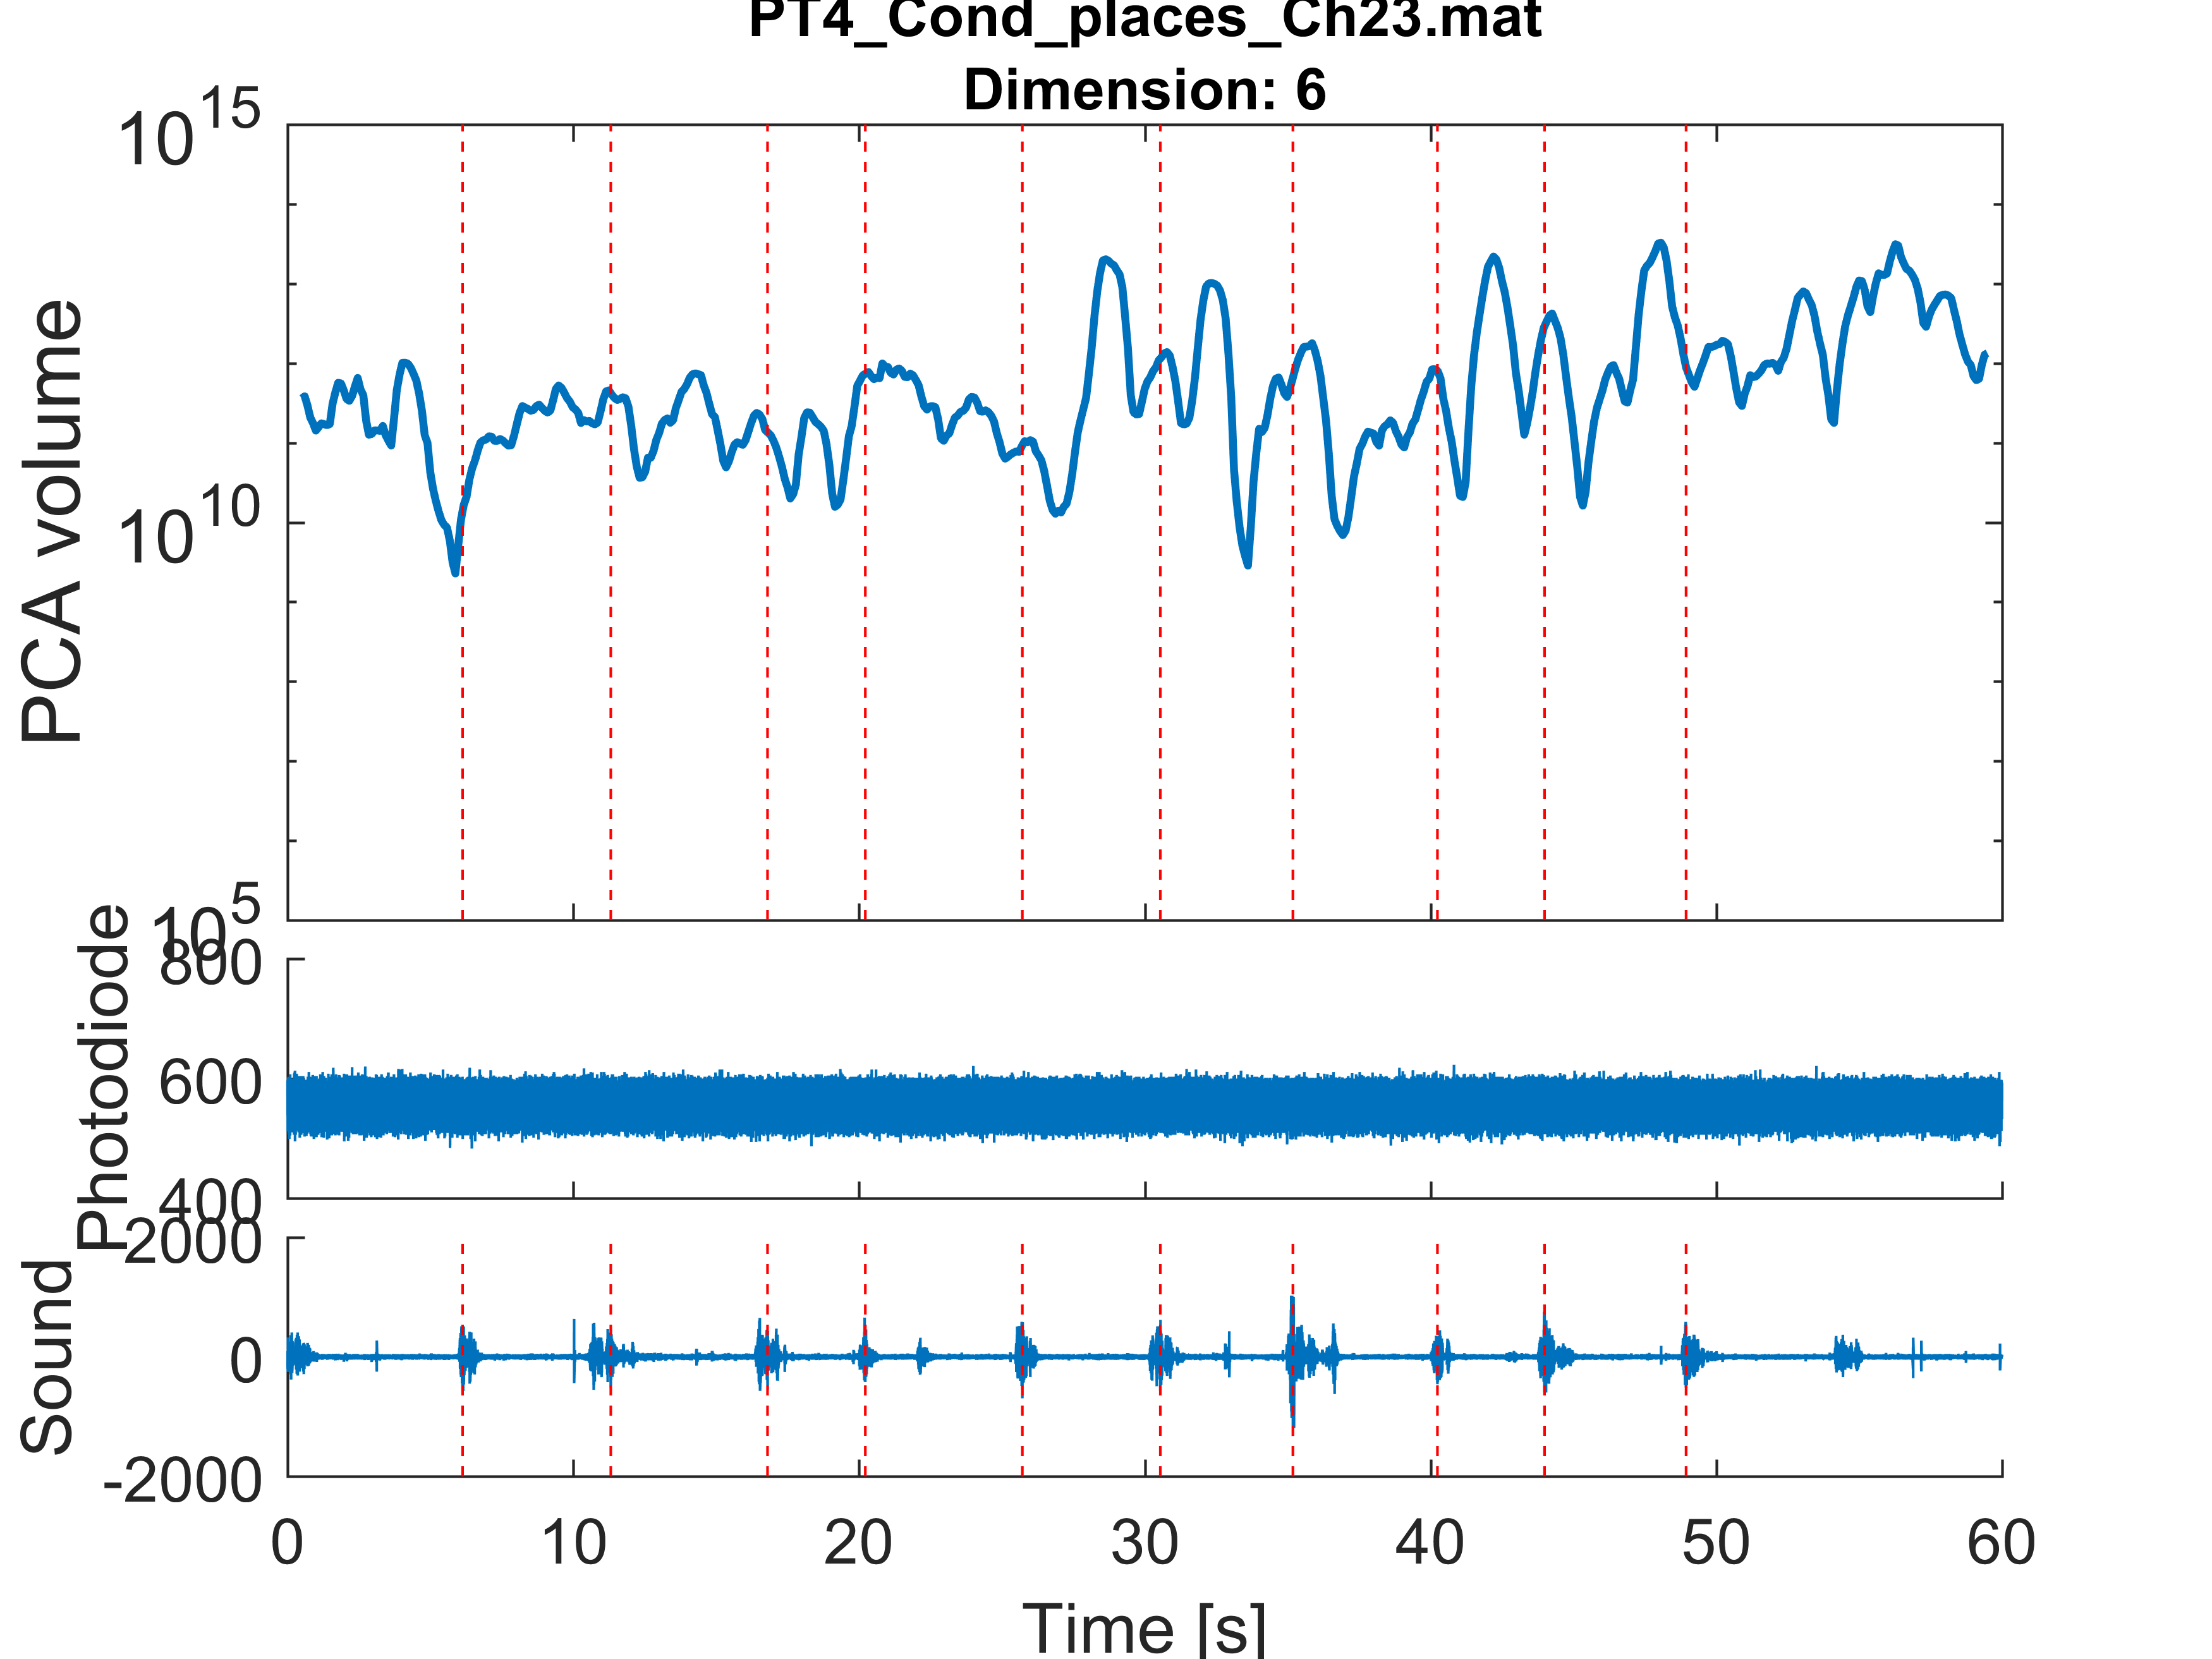 PT4_Cond_places_Ch23.mat
Dimension: 6
PCA volume
10^15
10^10
10^5
Photodiode
800
600
400
Sound
2000
0
-2000
0 10 20 30 40 50 60
Time [s]